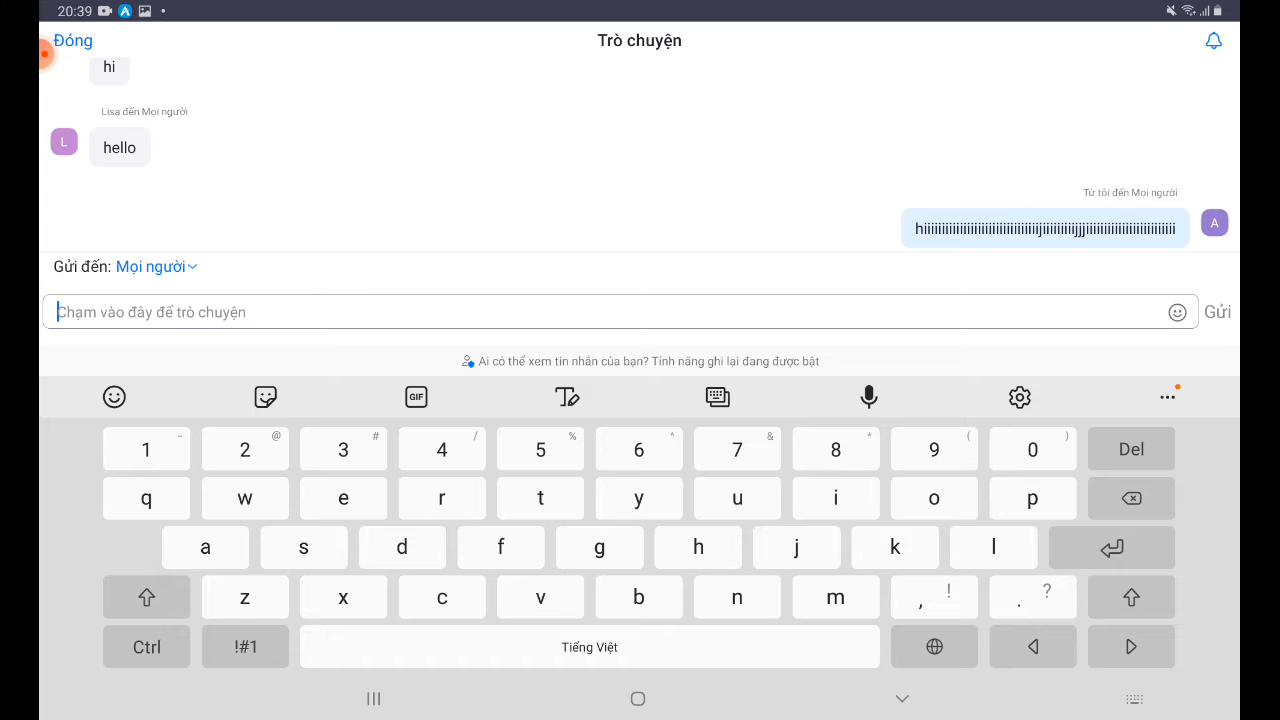 20:39
Đóng
Trò chuyện
hi
Lisa đến Mọi người
L
hello
Từ tôi đến Mọi người
A
Gửi đến: Mọi người
Chạm vào đây để trò chuyện
Gửi
Ai có thể xem tin nhắn của bạn? Tính năng ghi lại đang được bật
GIF
1 - 2 @ 3 # 4 / 5 % 6 ^ 7 & 8 * 9 ( 0 ) Del
q w e r t y u i o p
a s d f g h j k l
z x c v b n m , ! . ?
Ctrl !#1 Tiếng Việt